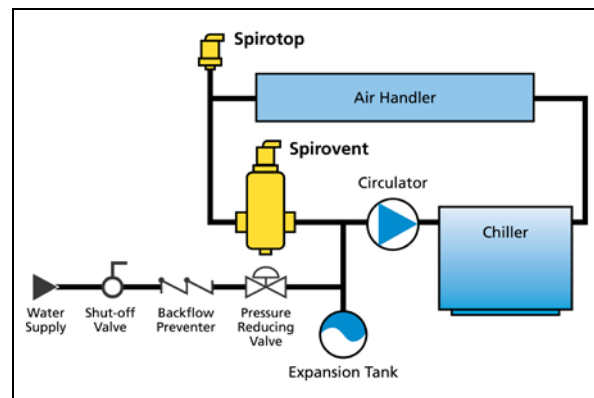 Spirotop
Air Handler
Spirovent
Circulator
Chiller
Water
Supply
Shut-off
Valve
Backflow
Preventer
Pressure
Reducing
Valve
Expansion Tank